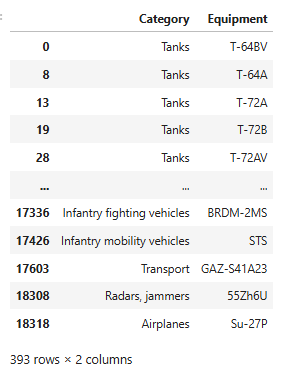 Category Equipment
0 Tanks T-64BV
8 Tanks T-64A
13 Tanks T-72A
19 Tanks T-72B
28 Tanks T-72AV
... ... ...
17336 Infantry fighting vehicles BRDM-2MS
17426 Infantry mobility vehicles STS
17603 Transport GAZ-S41A23
18308 Radars, jammers 55Zh6U
18318 Airplanes Su-27P
393 rows × 2 columns